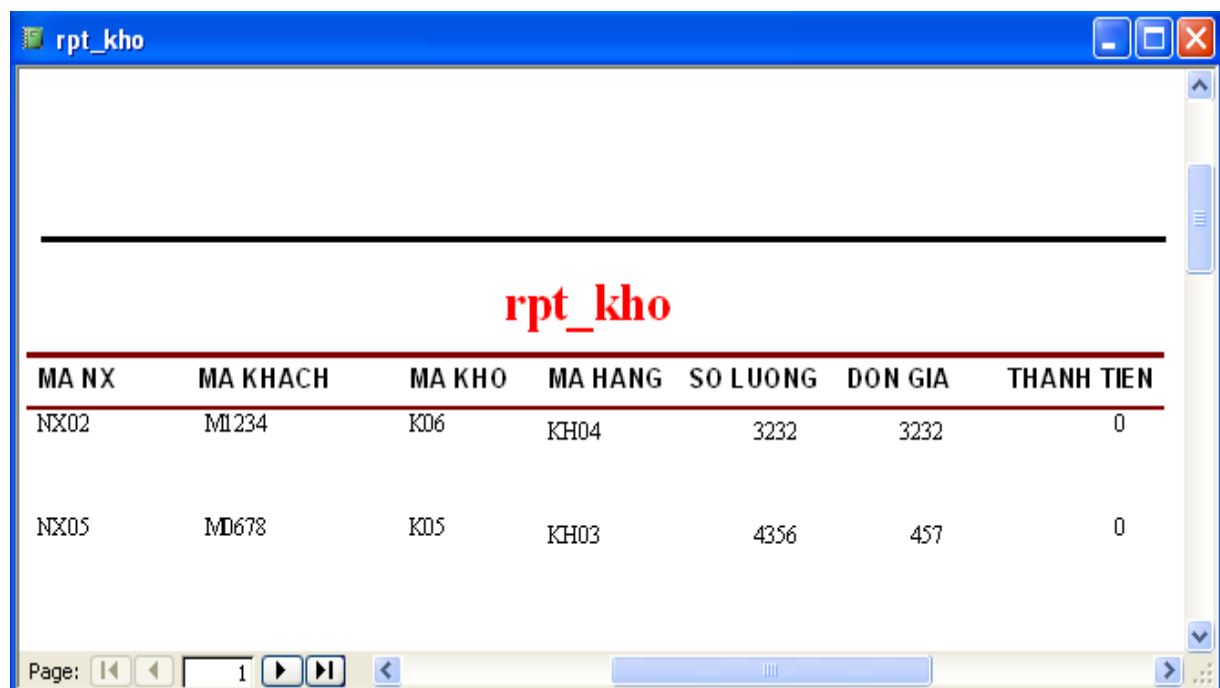 rpt_kho
rpt_kho
MA NX MA KHACH MA KHO MA HANG SO LUONG DON GIA THANH TIEN
NX02 M1234 K06 KH04 3232 3232 0
NX05 M0678 K05 KH03 4356 457 0
Page: 1